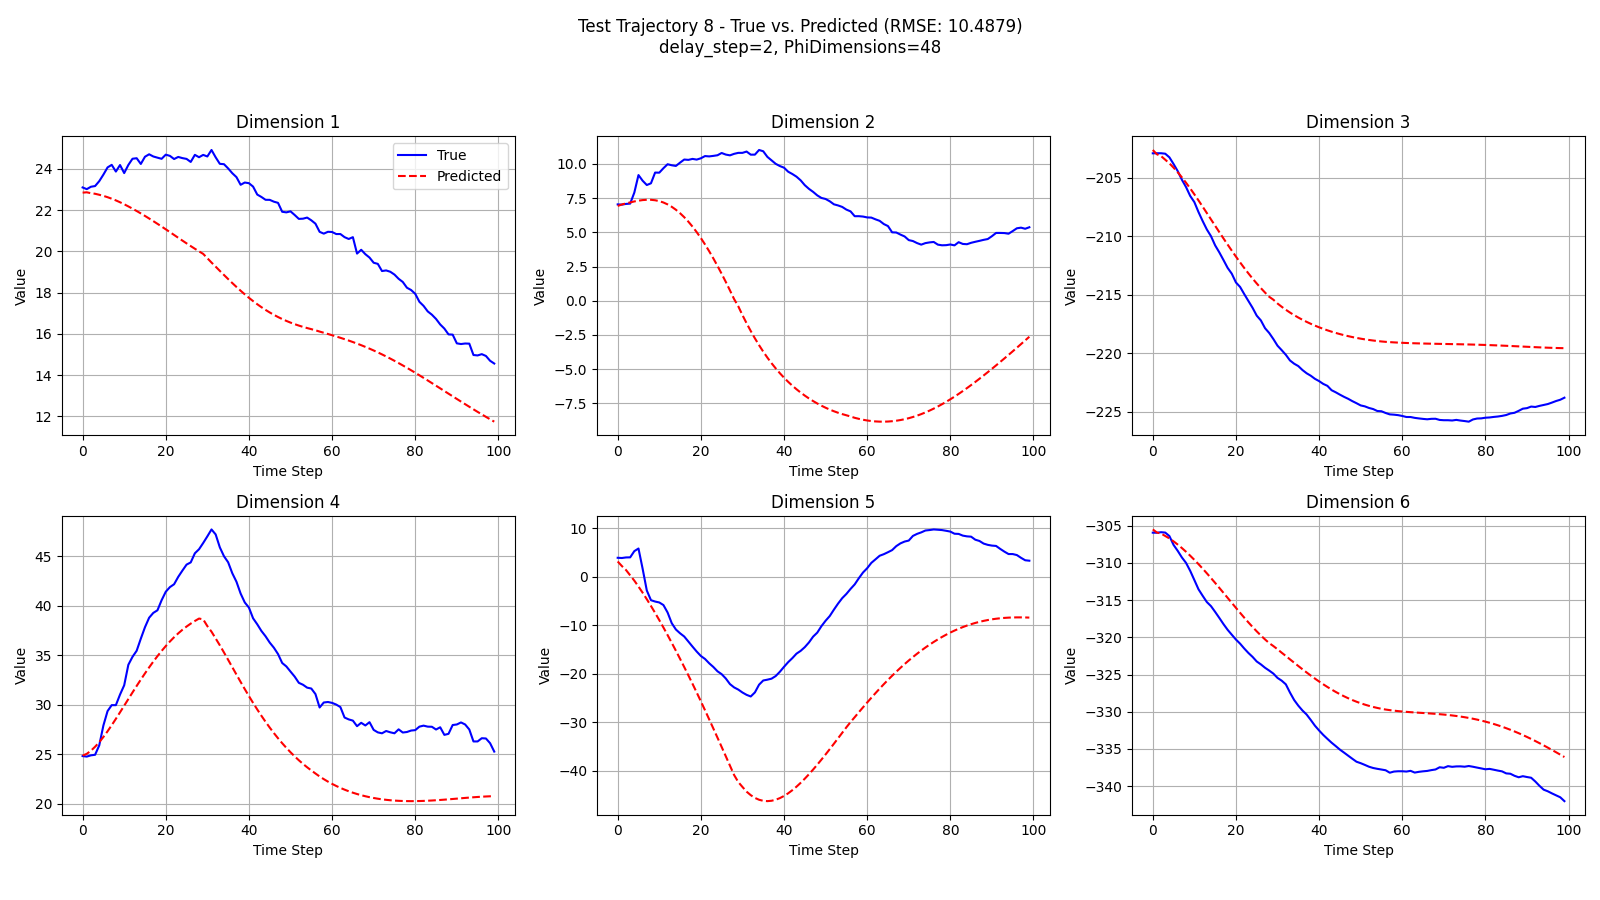 Test Trajectory 8 - True vs. Predicted (RMSE: 10.4879)
delay_step=2, PhiDimensions=48
Dimension 1
True
Predicted
Value
24
22
20
18
16
14
12
0 20 40 60 80 100
Time Step
Dimension 2
Value
10.0
7.5
5.0
2.5
0.0
−2.5
−5.0
−7.5
0 20 40 60 80 100
Time Step
Dimension 3
Value
−205
−210
−215
−220
−225
0 20 40 60 80 100
Time Step
Dimension 4
Value
45
40
35
30
25
20
0 20 40 60 80 100
Time Step
Dimension 5
Value
10
0
−10
−20
−30
−40
0 20 40 60 80 100
Time Step
Dimension 6
Value
−305
−310
−315
−320
−325
−330
−335
−340
0 20 40 60 80 100
Time Step